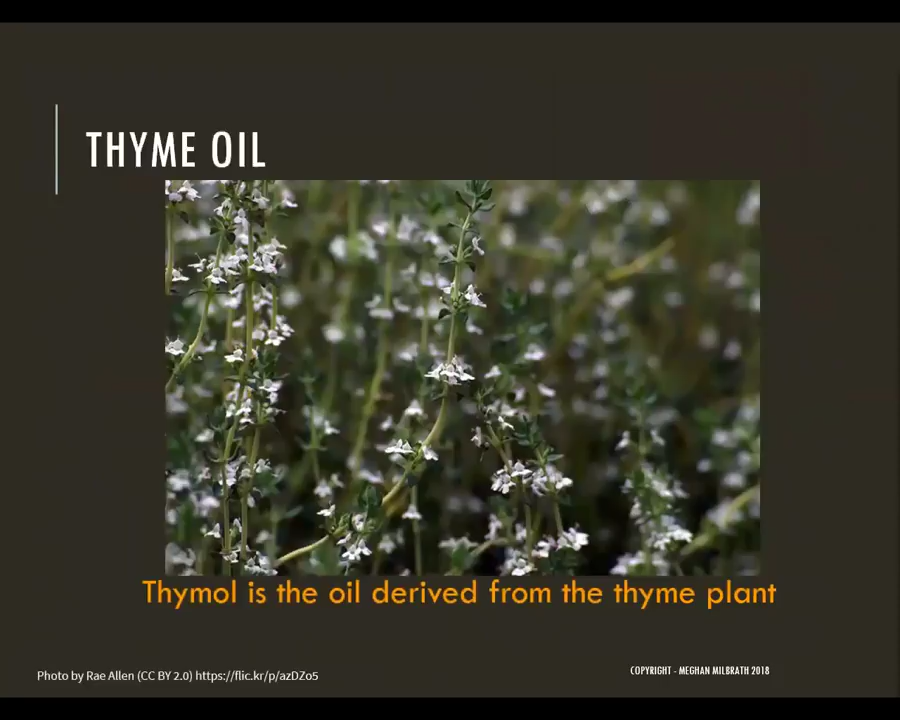 THYME OIL
Thymol is the oil derived from the thyme plant
Photo by Rae Allen (CC BY 2.0) https://flic.kr/p/azDZo5
COPYRIGHT - MEGHAN MILBRATH 2018